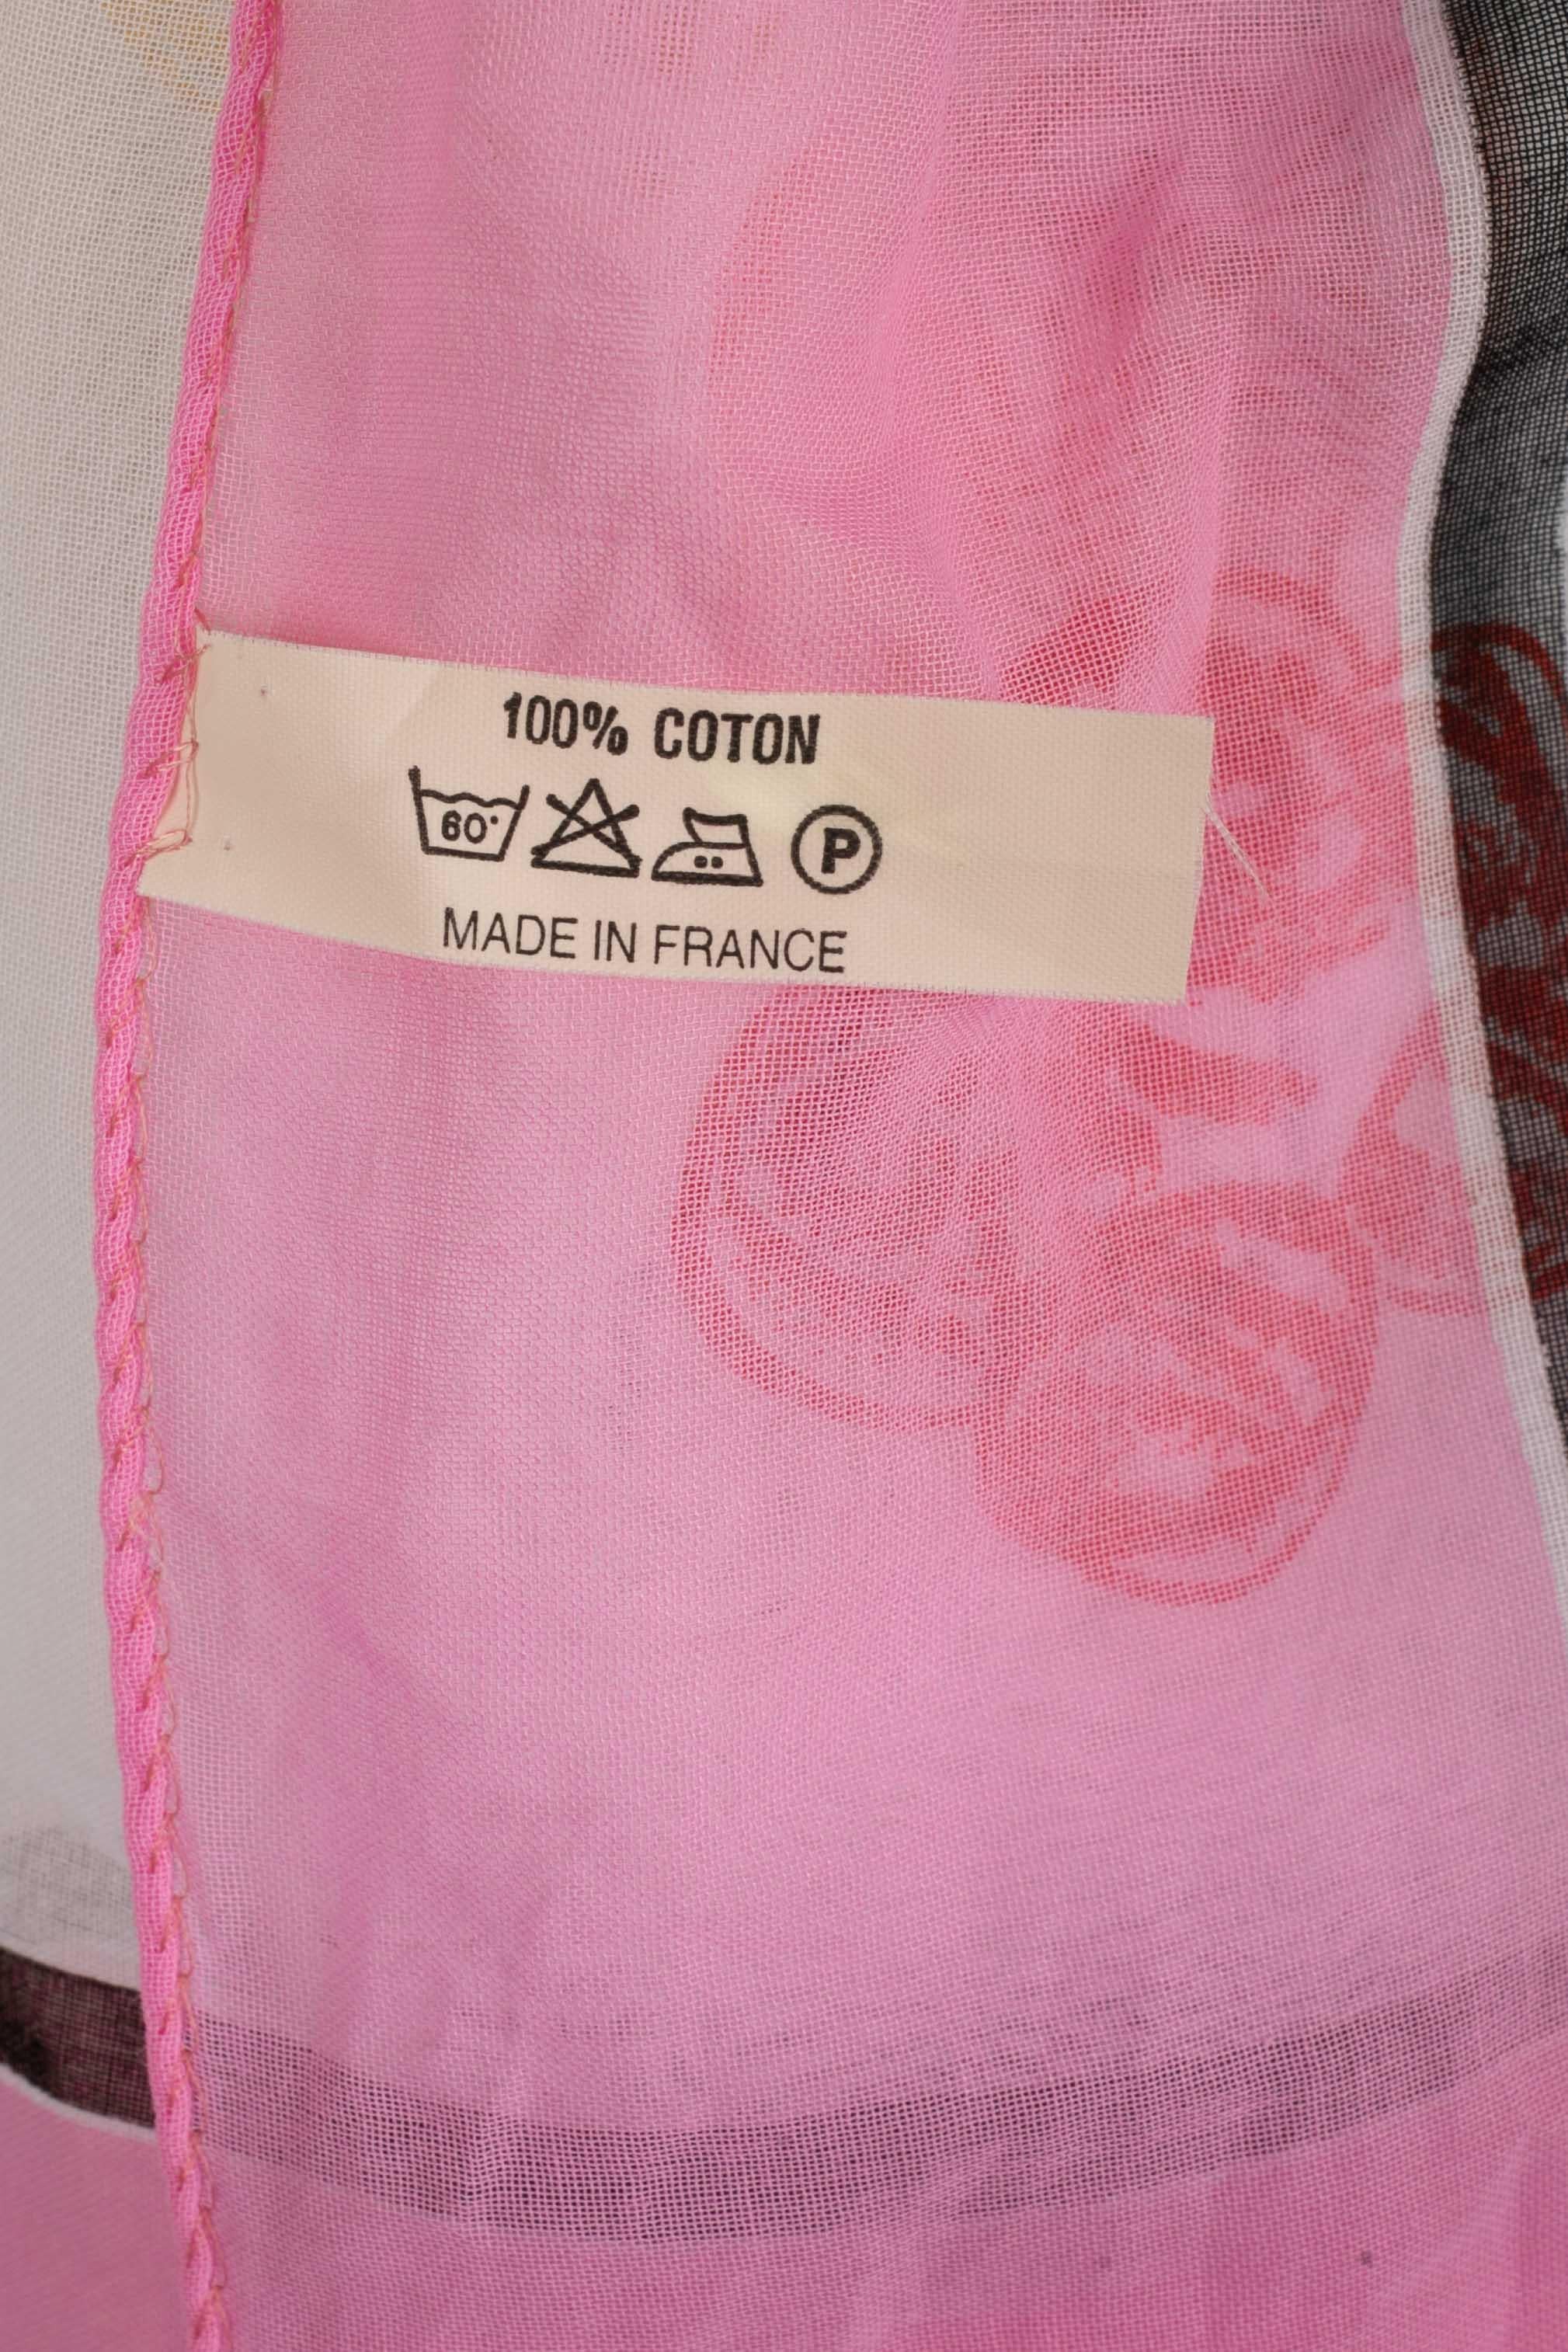 100% COTON
60° P
MADE IN FRANCE